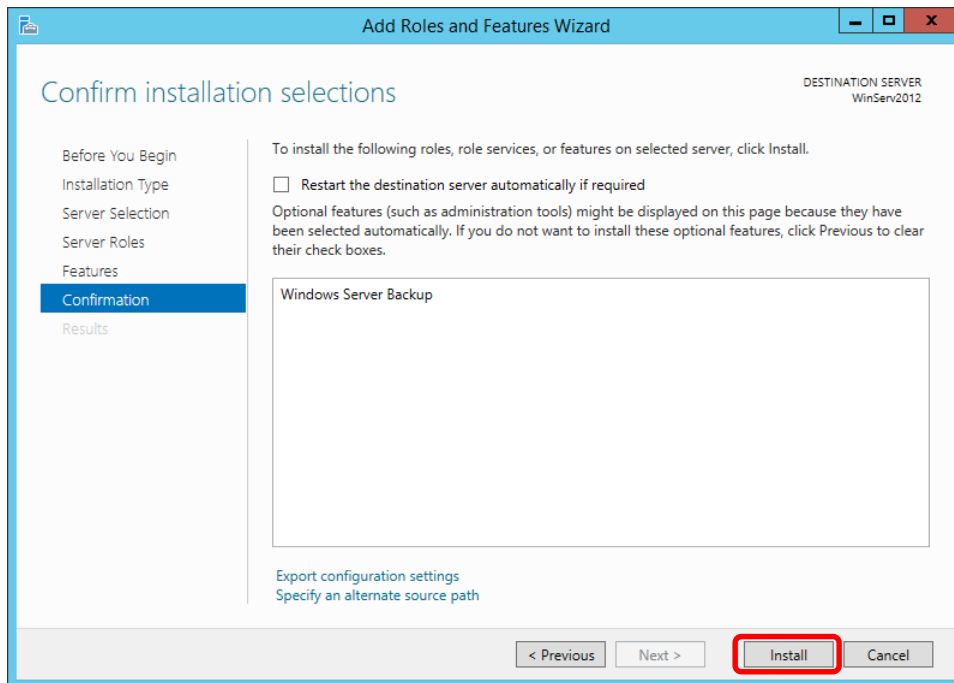 Add Roles and Features Wizard
Confirm installation selections
DESTINATION SERVER
WinServ2012
Before You Begin
Installation Type
Server Selection
Server Roles
Features
Confirmation
Results
To install the following roles, role services, or features on selected server, click Install.
Restart the destination server automatically if required
Optional features (such as administration tools) might be displayed on this page because they have
been selected automatically. If you do not want to install these optional features, click Previous to clear
their check boxes.
Windows Server Backup
Export configuration settings
Specify an alternate source path
< Previous
Next >
Install
Cancel